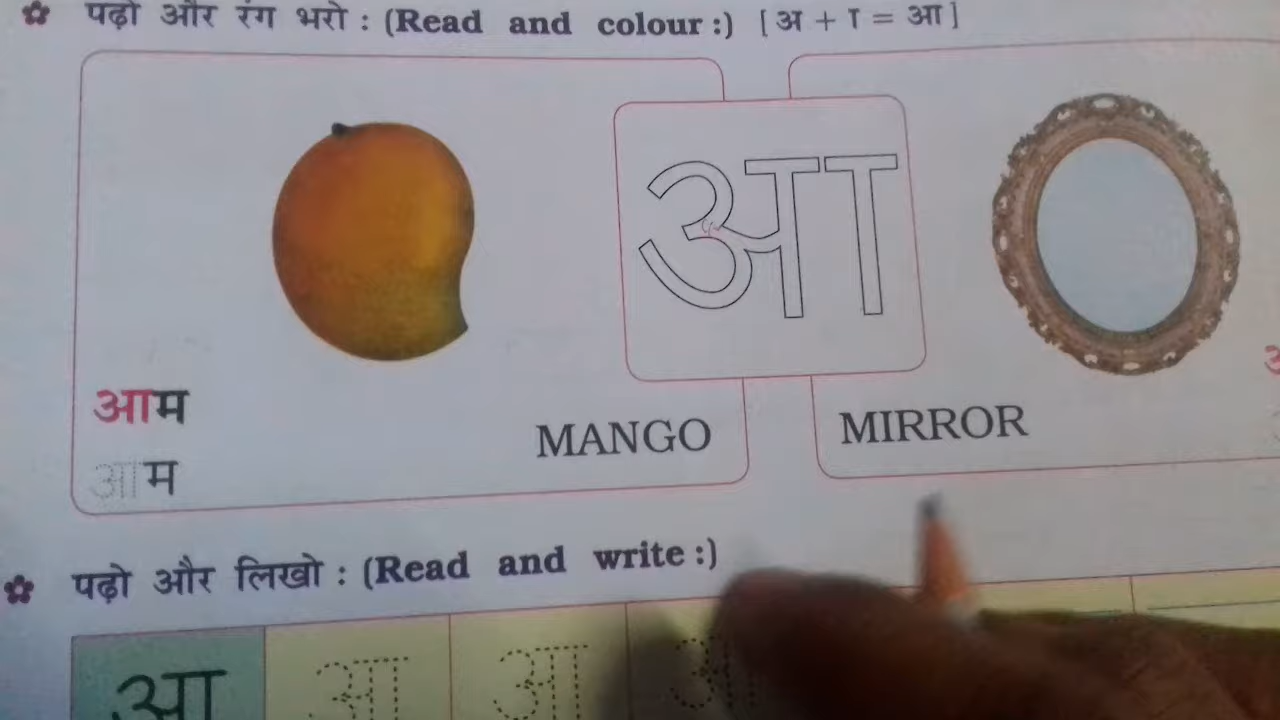 पढ़ो और रंग भरो : (Read and colour :) [ अ + ा = आ ]
आ
आम
MANGO
MIRROR
आम
पढ़ो और लिखो : (Read and write :)
आ आ आ आ